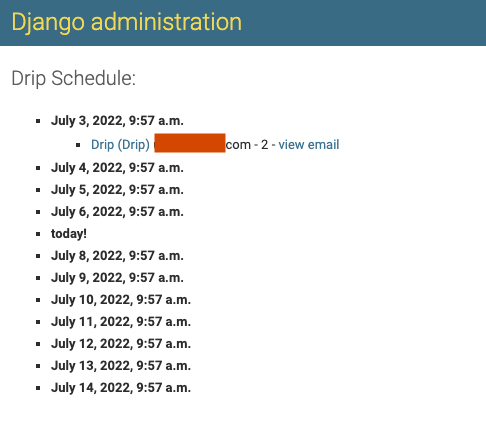 Django administration
Drip Schedule:
July 3, 2022, 9:57 a.m.
Drip (Drip) com - 2 - view email
July 4, 2022, 9:57 a.m.
July 5, 2022, 9:57 a.m.
July 6, 2022, 9:57 a.m.
today!
July 8, 2022, 9:57 a.m.
July 9, 2022, 9:57 a.m.
July 10, 2022, 9:57 a.m.
July 11, 2022, 9:57 a.m.
July 12, 2022, 9:57 a.m.
July 13, 2022, 9:57 a.m.
July 14, 2022, 9:57 a.m.